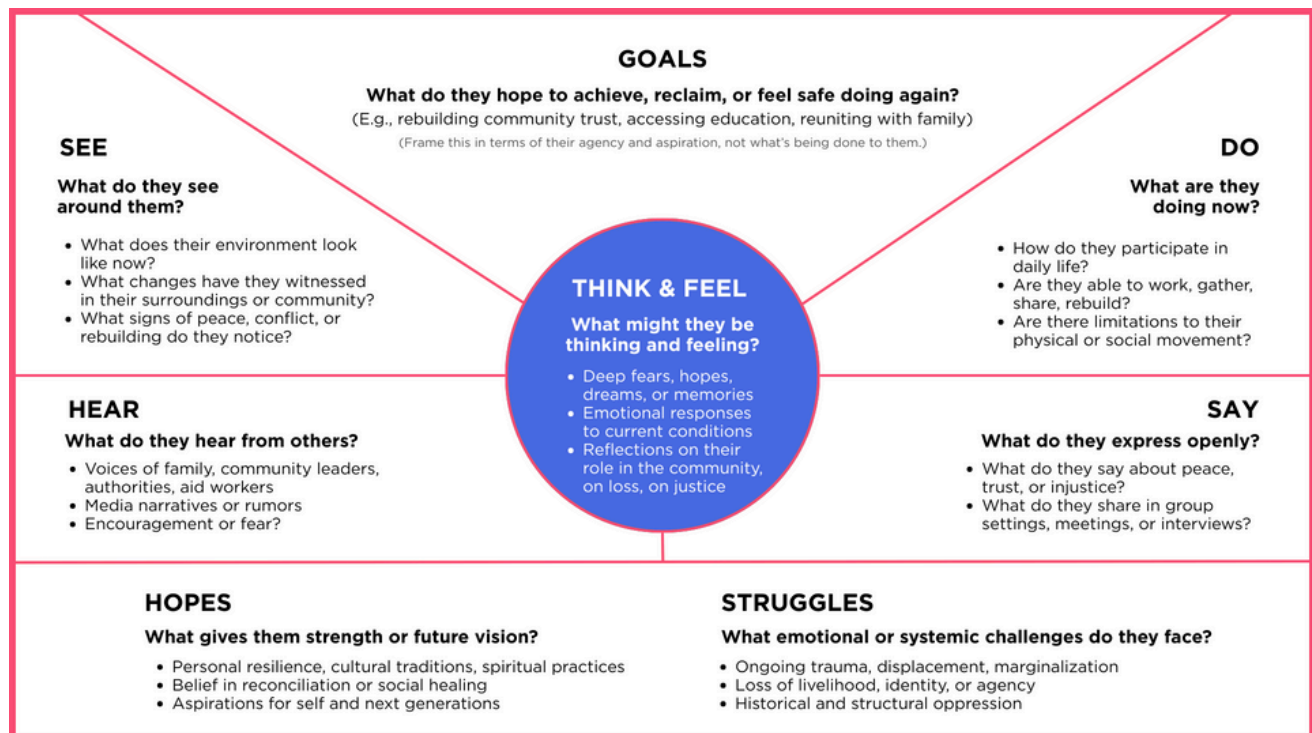 GOALS
What do they hope to achieve, reclaim, or feel safe doing again?
(E.g., rebuilding community trust, accessing education, reuniting with family)
(Frame this in terms of their agency and aspiration, not what's being done to them.)
SEE
What do they see
around them?
• What does their environment look
like now?
• What changes have they witnessed
in their surroundings or community?
• What signs of peace, conflict, or
rebuilding do they notice?
DO
What are they
doing now?
• How do they participate in
daily life?
• Are they able to work, gather,
share, rebuild?
• Are there limitations to their
physical or social movement?
THINK & FEEL
What might they be
thinking and feeling?
• Deep fears, hopes,
dreams, or memories
• Emotional responses
to current conditions
• Reflections on their
role in the community,
on loss, on justice
HEAR
What do they hear from others?
• Voices of family, community leaders,
authorities, aid workers
• Media narratives or rumors
• Encouragement or fear?
SAY
What do they express openly?
• What do they say about peace,
trust, or injustice?
• What do they share in group
settings, meetings, or interviews?
HOPES
What gives them strength or future vision?
• Personal resilience, cultural traditions, spiritual practices
• Belief in reconciliation or social healing
• Aspirations for self and next generations
STRUGGLES
What emotional or systemic challenges do they face?
• Ongoing trauma, displacement, marginalization
• Loss of livelihood, identity, or agency
• Historical and structural oppression